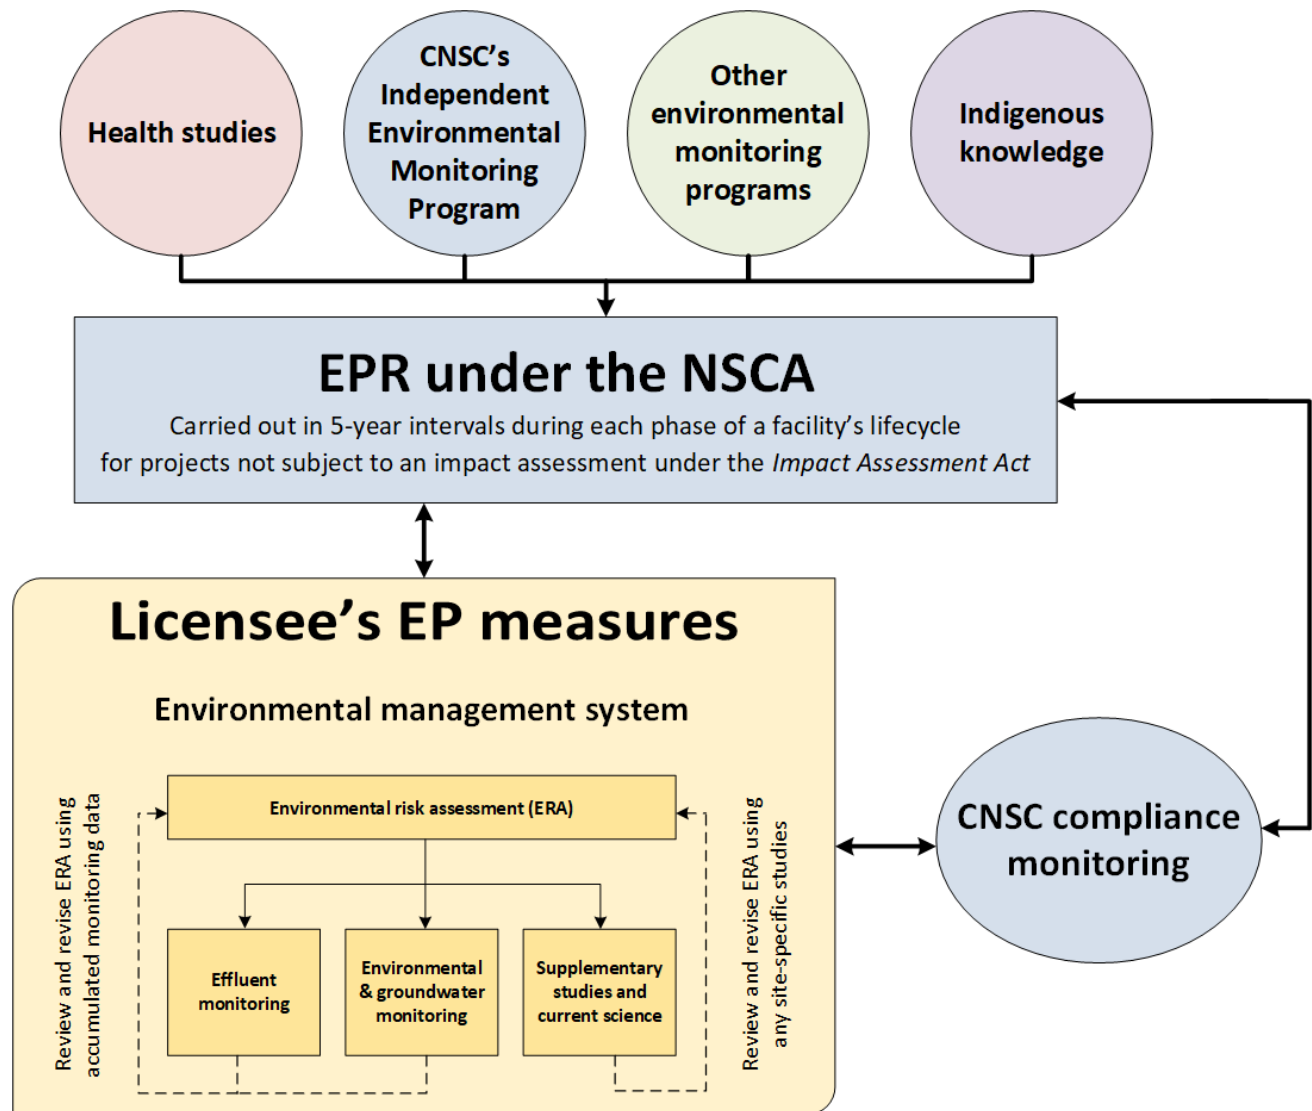 Health studies
CNSC’s
Independent
Environmental
Monitoring
Program
Other
environmental
monitoring
programs
Indigenous
knowledge
EPR under the NSCA
Carried out in 5-year intervals during each phase of a facility’s lifecycle
for projects not subject to an impact assessment under the Impact Assessment Act
Licensee’s EP measures
Environmental management system
Review and revise ERA using
accumulated monitoring data
Environmental risk assessment (ERA)
Effluent
monitoring
Environmental
& groundwater
monitoring
Supplementary
studies and
current science
Review and revise ERA using
any site-specific studies
CNSC compliance
monitoring